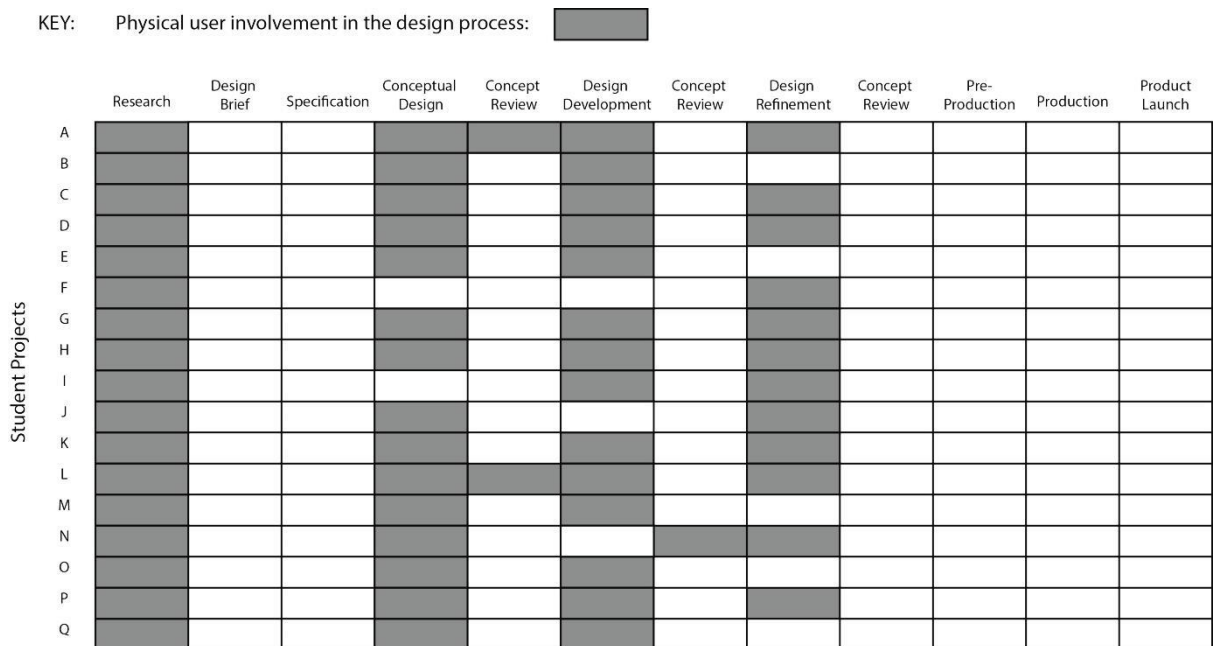 KEY: Physical user involvement in the design process:
Research Design Brief Specification Conceptual Design Concept Review Design Development Concept Review Design Refinement Concept Review Pre-Production Production Product Launch
Student Projects
A
B
C
D
E
F
G
H
I
J
K
L
M
N
O
P
Q